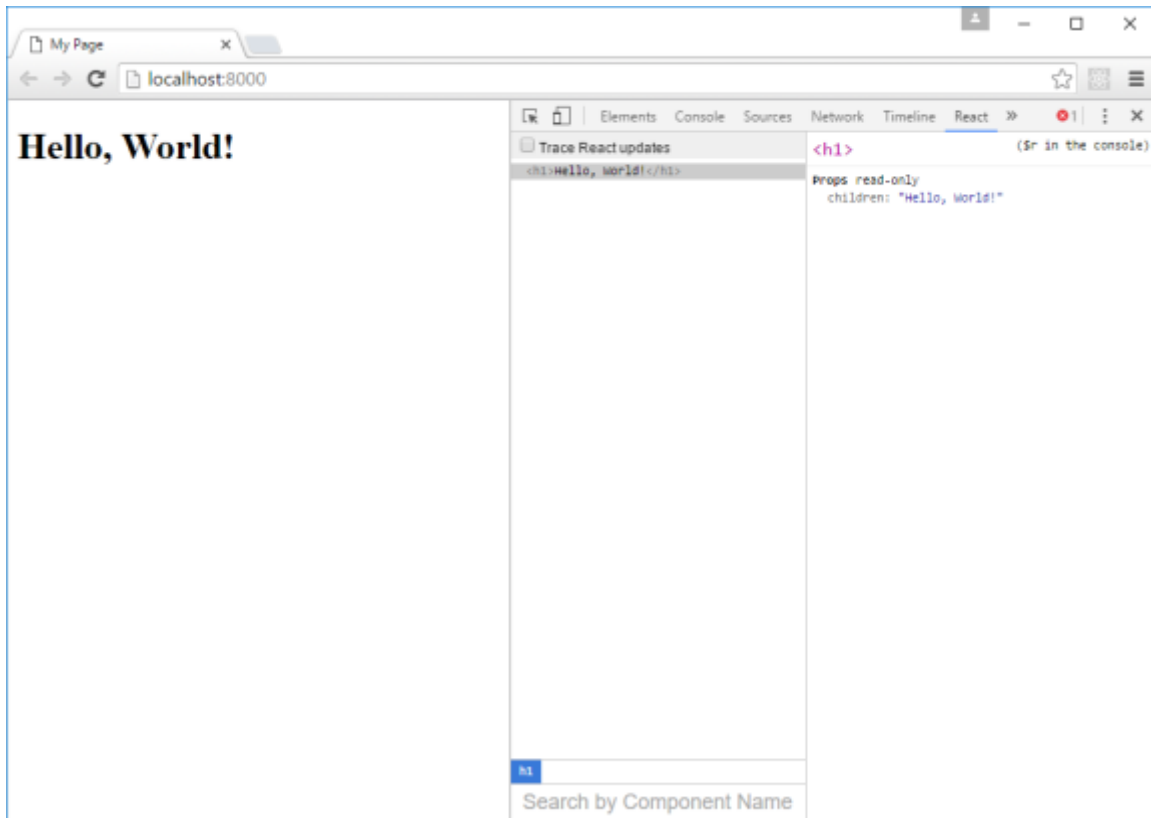 My Page
localhost:8000
Hello, World!
Elements Console Sources Network Timeline React » 1
Trace React updates
<h1>Hello, World!</h1>
<h1> ($r in the console)
Props read-only
children: "Hello, World!"
h1
Search by Component Name